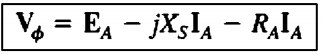 V_ϕ = E_A − jX_S I_A − R_A I_A